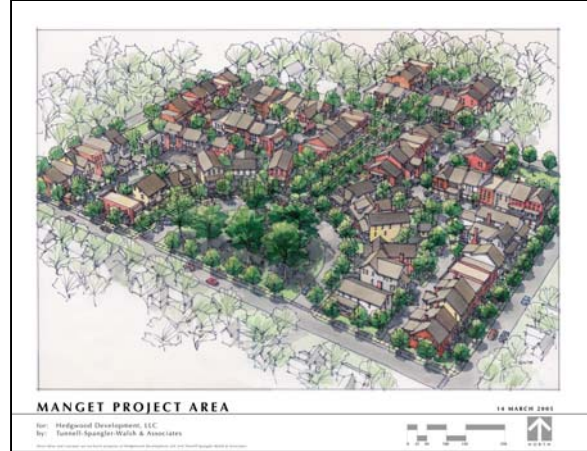 MANGET PROJECT AREA
14 MARCH 2005
for: Hedgwood Development, LLC
by: Tunnell-Spangler-Walsh & Associates
NORTH